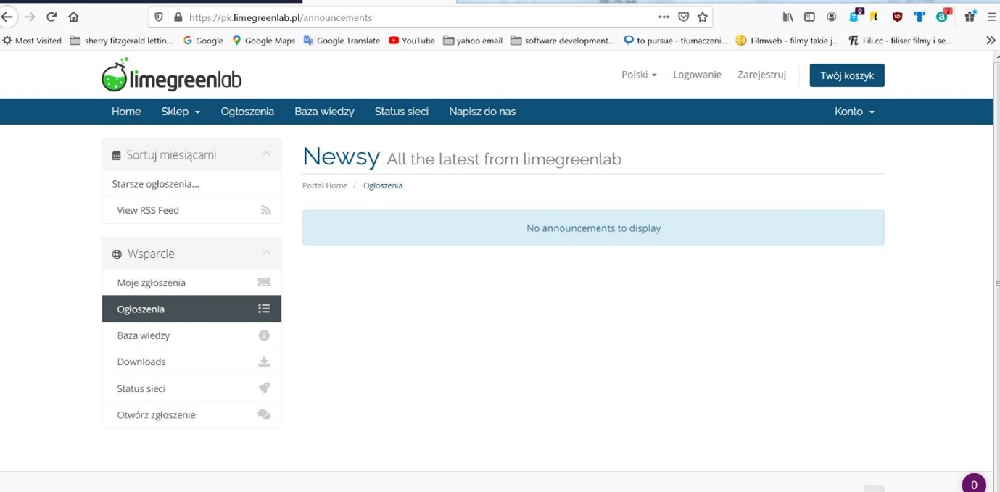 https://pk.limegreenlab.pl/announcements
0
7
Most Visited sherry fitzgerald lettin... Google Google Maps Google Translate YouTube yahoo email software development... to pursue - tłumaczeni... Filmweb - filmy takie j... Fili.cc - filiser filmy i se...
limegreenlab
Polski Logowanie Zarejestruj Twój koszyk
Home Sklep Ogłoszenia Baza wiedzy Status sieci Napisz do nas Konto
Sortuj miesiącami
Starsze ogłoszenia...
View RSS Feed
Wsparcie
Moje zgłoszenia
Ogłoszenia
Baza wiedzy
Downloads
Status sieci
Otwórz zgłoszenie
Newsy All the latest from limegreenlab
Portal Home / Ogłoszenia
No announcements to display
0